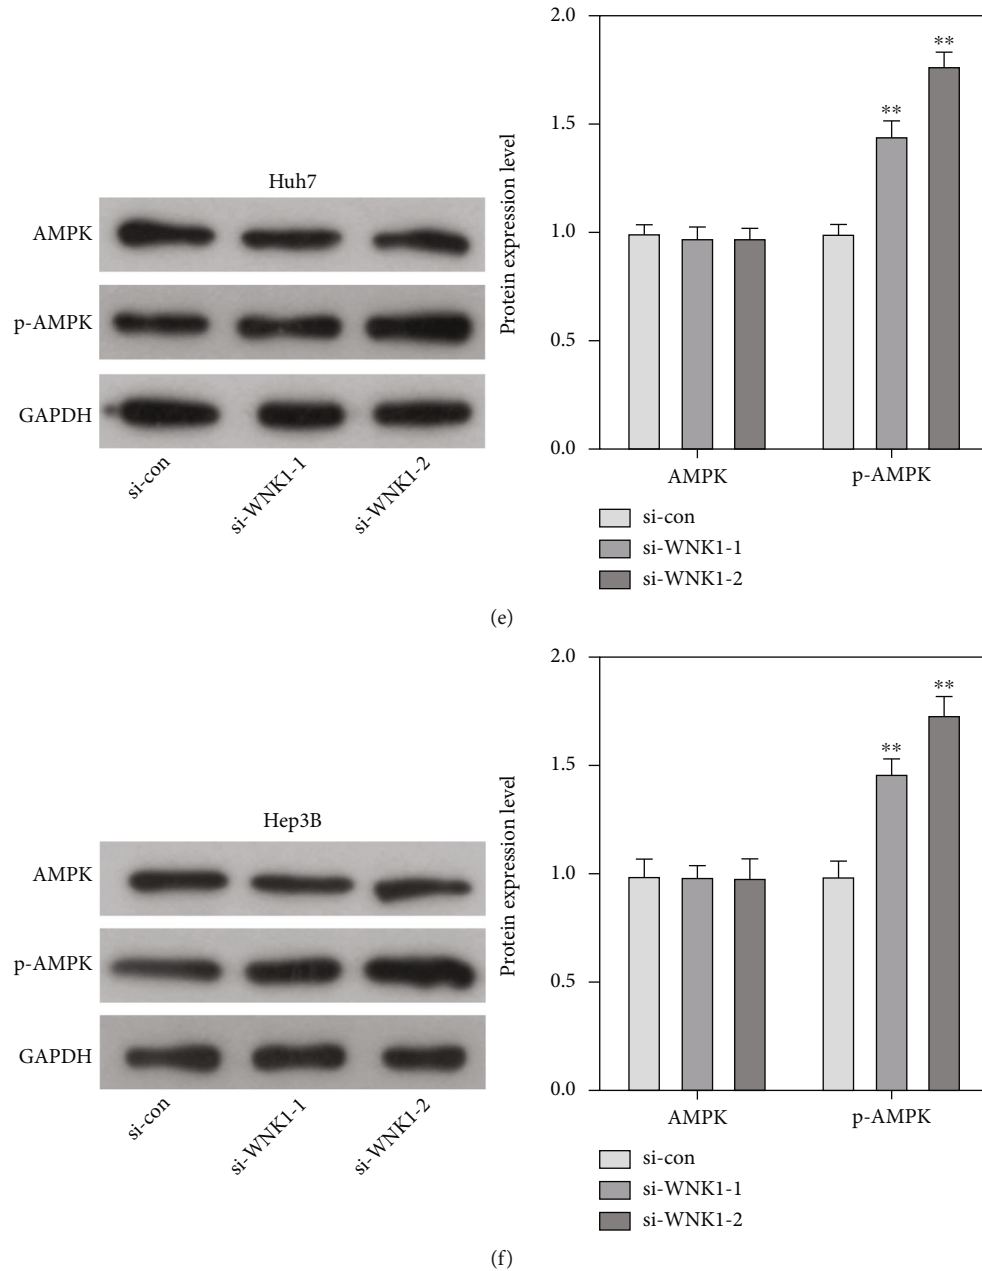 Huh7
AMPK
p-AMPK
GAPDH
si-con
si-WNK1-1
si-WNK1-2
Protein expression level
2.0
1.5
1.0
0.5
0.0
**
**
AMPK
p-AMPK
si-con
si-WNK1-1
si-WNK1-2
(e)
Hep3B
AMPK
p-AMPK
GAPDH
si-con
si-WNK1-1
si-WNK1-2
Protein expression level
2.0
1.5
1.0
0.5
0.0
**
**
AMPK
p-AMPK
si-con
si-WNK1-1
si-WNK1-2
(f)